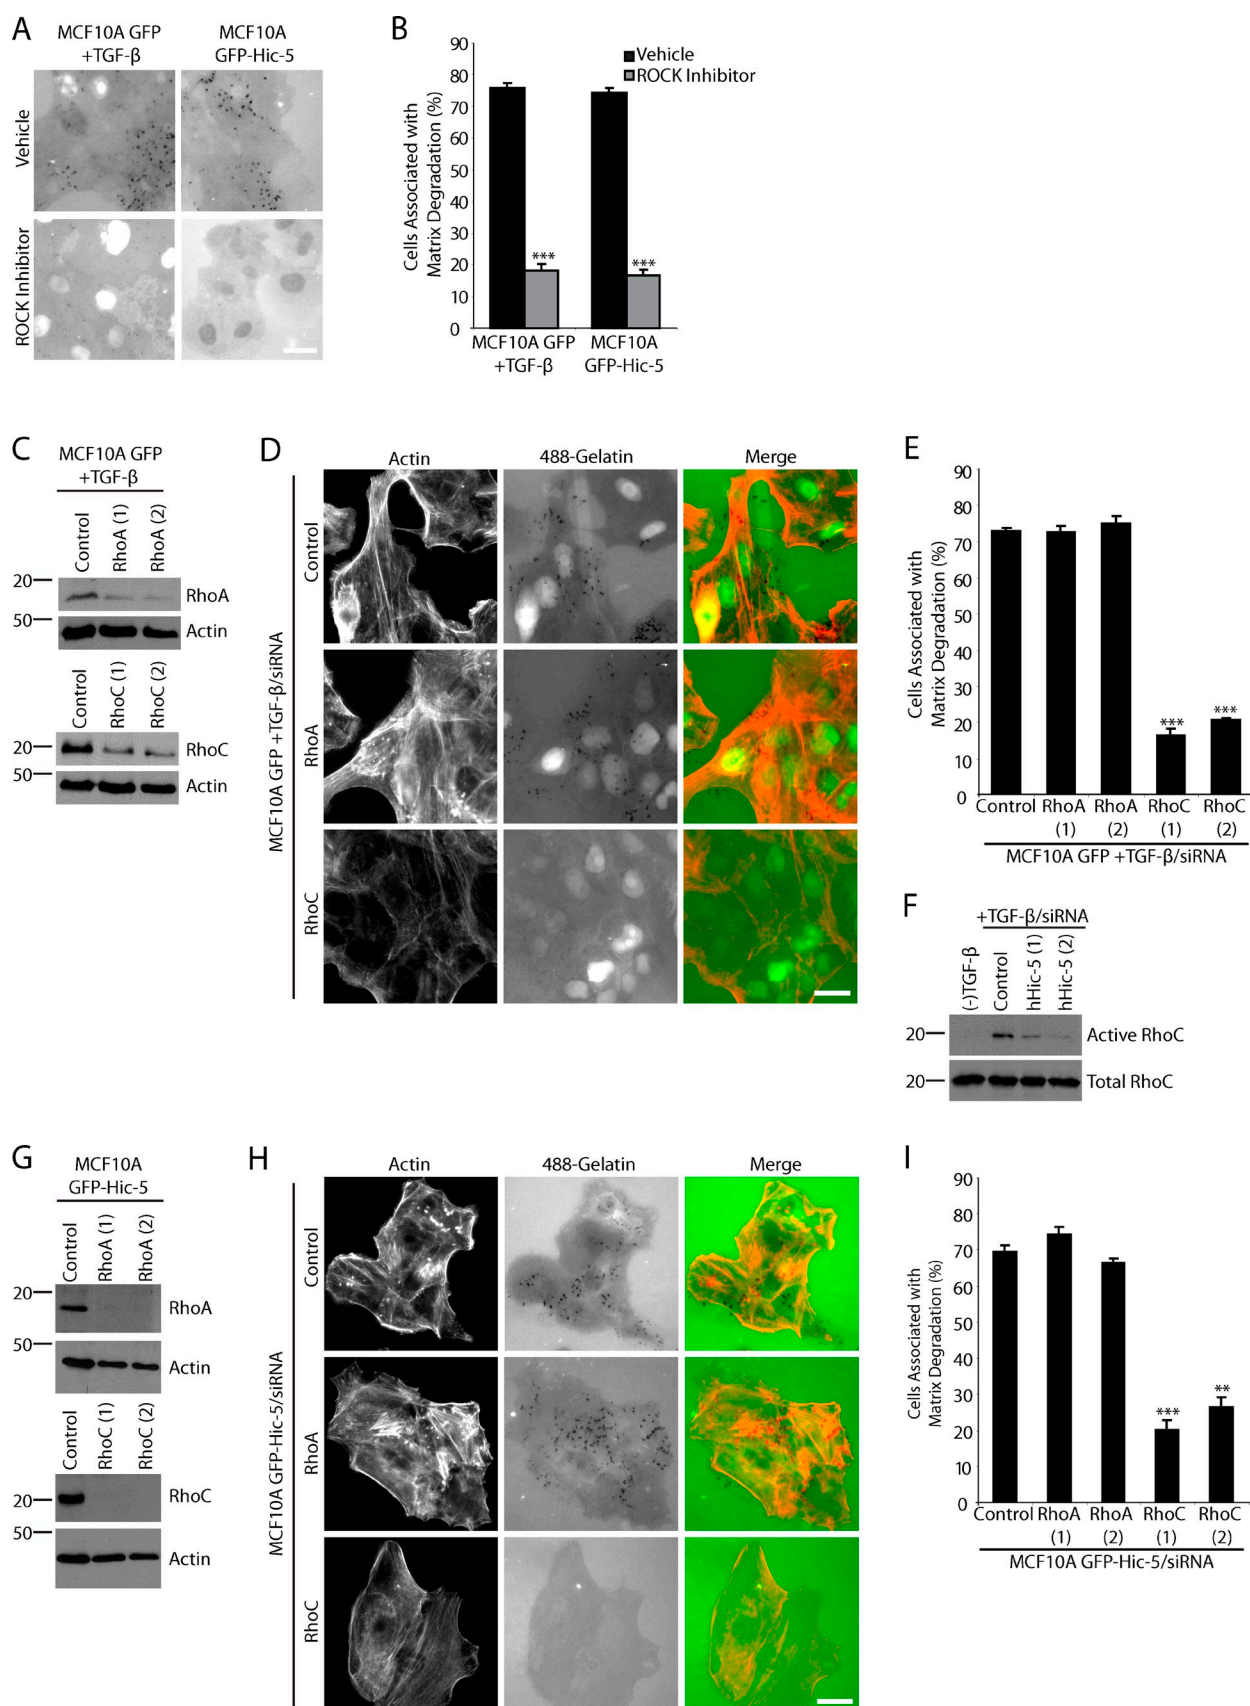 A
MCF10A GFP
+TGF-β
MCF10A
GFP-Hic-5
Vehicle
ROCK Inhibitor
B
Cells Associated with
Matrix Degradation (%)
90
80
70
60
50
40
30
20
10
0
Vehicle
ROCK Inhibitor
***
***
MCF10A GFP
+TGF-β
MCF10A
GFP-Hic-5
C
MCF10A GFP
+TGF-β
Control
RhoA (1)
RhoA (2)
20
RhoA
50
Actin
Control
RhoC (1)
RhoC (2)
20
RhoC
50
Actin
D
Actin
488-Gelatin
Merge
MCF10A GFP +TGF-β/siRNA
Control
RhoA
RhoC
E
Cells Associated with
Matrix Degradation (%)
90
80
70
60
50
40
30
20
10
0
***
***
Control RhoA RhoA RhoC RhoC
(1) (2) (1) (2)
MCF10A GFP +TGF-β/siRNA
F
+TGF-β/siRNA
(-)TGF-β
Control
hHic-5 (1)
hHic-5 (2)
20
Active RhoC
20
Total RhoC
G
MCF10A
GFP-Hic-5
Control
RhoA (1)
RhoA (2)
20
RhoA
50
Actin
Control
RhoC (1)
RhoC (2)
20
RhoC
50
Actin
H
Actin
488-Gelatin
Merge
MCF10A GFP-Hic-5/siRNA
Control
RhoA
RhoC
I
Cells Associated with
Matrix Degradation (%)
90
80
70
60
50
40
30
20
10
0
***
**
Control RhoA RhoA RhoC RhoC
(1) (2) (1) (2)
MCF10A GFP-Hic-5/siRNA